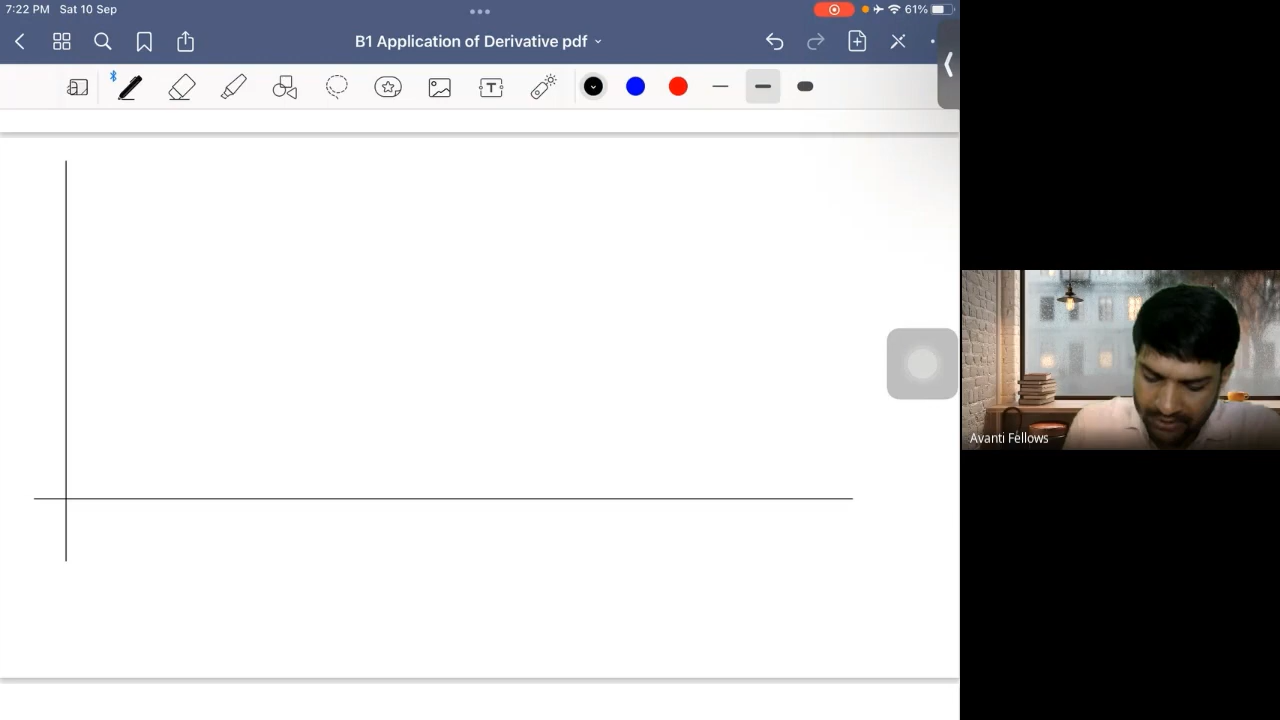 7:22 PM Sat 10 Sep
61%
B1 Application of Derivative pdf
T
Avanti Fellows